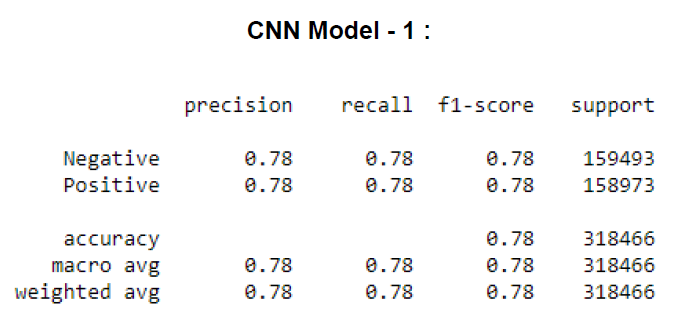 CNN Model - 1 :
precision recall f1-score support
Negative 0.78 0.78 0.78 159493
Positive 0.78 0.78 0.78 158973
accuracy 0.78 318466
macro avg 0.78 0.78 0.78 318466
weighted avg 0.78 0.78 0.78 318466